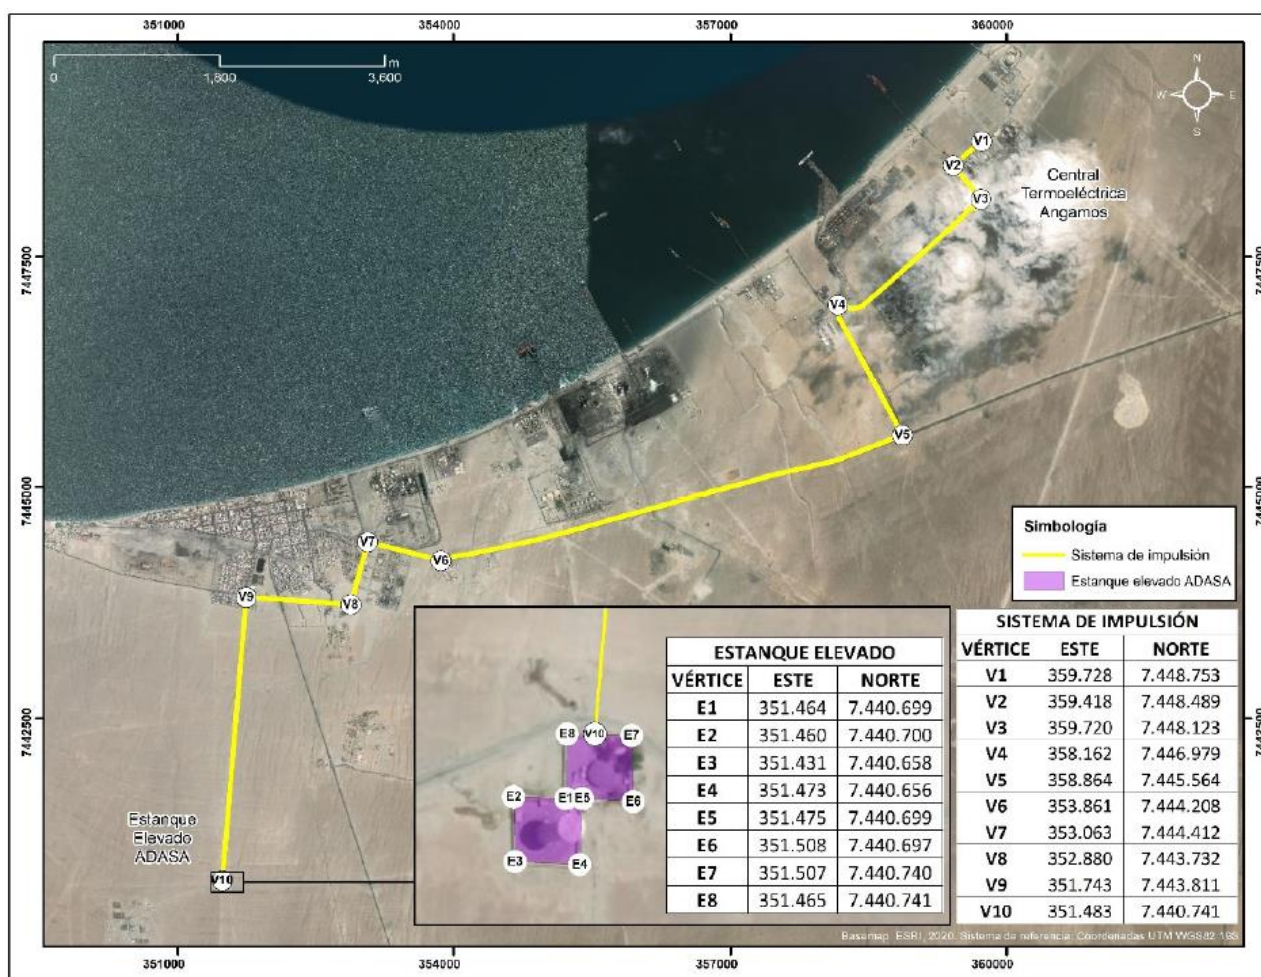 351000 354000 357000 360000
0 1,800 3,600 m
N
W E
S
V1
V2
V3
Central
Termoeléctrica
Angamos
7447500 7447500
V4
V5
7445000 7445000
V7
V6
V9
V8
Simbología
Sistema de impulsión
Estanque elevado ADASA
7442500 7442500
Estanque
Elevado
ADASA
V10
E8 V10 E7
E2 E1 E5 E6
E3 E4
ESTANQUE ELEVADO
VÉRTICE ESTE NORTE
E1 351.464 7.440.699
E2 351.460 7.440.700
E3 351.431 7.440.658
E4 351.473 7.440.656
E5 351.475 7.440.699
E6 351.508 7.440.697
E7 351.507 7.440.740
E8 351.465 7.440.741
SISTEMA DE IMPULSIÓN
VÉRTICE ESTE NORTE
V1 359.728 7.448.753
V2 359.418 7.448.489
V3 359.720 7.448.123
V4 358.162 7.446.979
V5 358.864 7.445.564
V6 353.861 7.444.208
V7 353.063 7.444.412
V8 352.880 7.443.732
V9 351.743 7.443.811
V10 351.483 7.440.741
Basemap: ESRI, 2020. Sistema de referencia: Coordenadas UTM
351000 354000 357000 360000